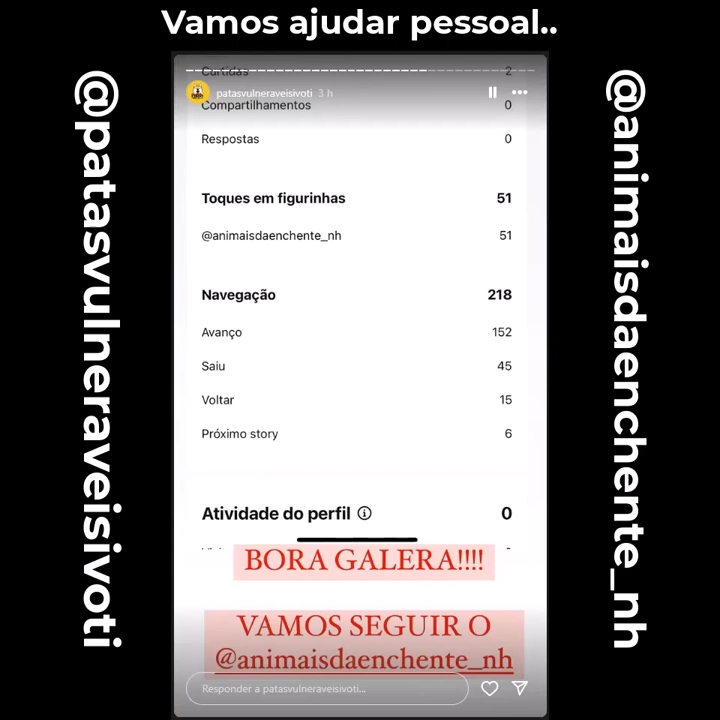 Vamos ajudar pessoal..
@patasvulneraveisivoti
@animaisdaenchente_nh
Curtidas 2
patasvulneraveisivoti 3 h
Compartilhamentos 0
Respostas 0
Toques em figurinhas 51
@animaisdaenchente_nh 51
Navegação 218
Avanço 152
Saiu 45
Voltar 15
Próximo story 6
Atividade do perfil 0
BORA GALERA!!!!
VAMOS SEGUIR O
@animaisdaenchente_nh
Responder a patasvulneraveisivoti...